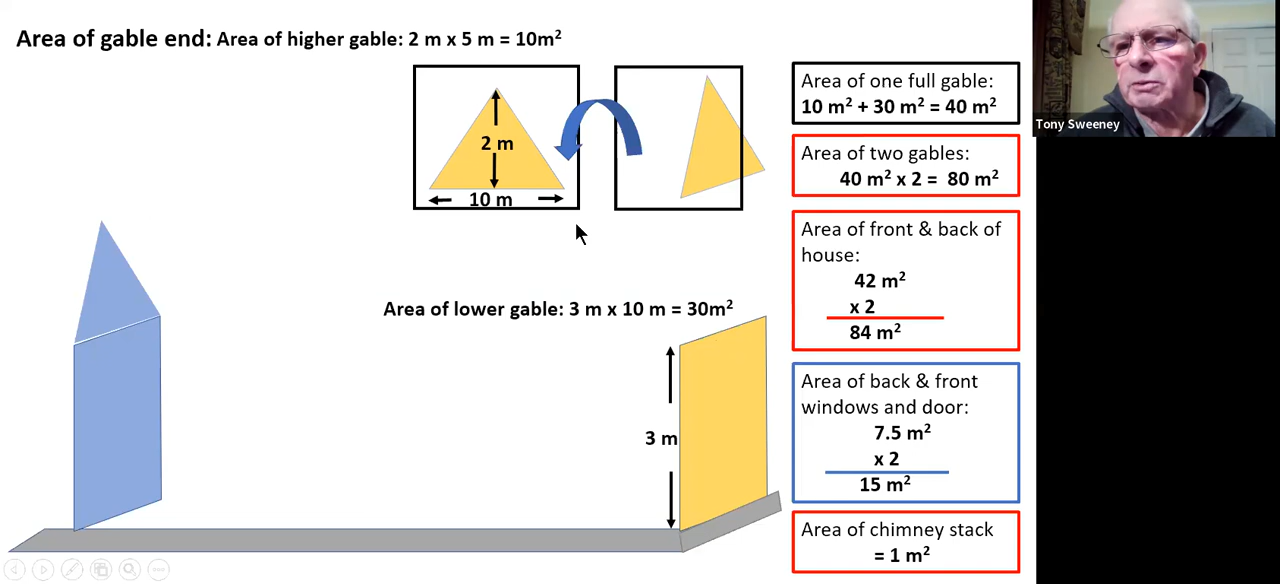 Area of gable end: Area of higher gable: 2 m x 5 m = 10m²
2 m
10 m
Area of lower gable: 3 m x 10 m = 30m²
3 m
Area of one full gable:
10 m² + 30 m² = 40 m²
Area of two gables:
40 m² x 2 = 80 m²
Area of front & back of
house:
42 m²
x 2
84 m²
Area of back & front
windows and door:
7.5 m²
x 2
15 m²
Area of chimney stack
= 1 m²
Tony Sweeney